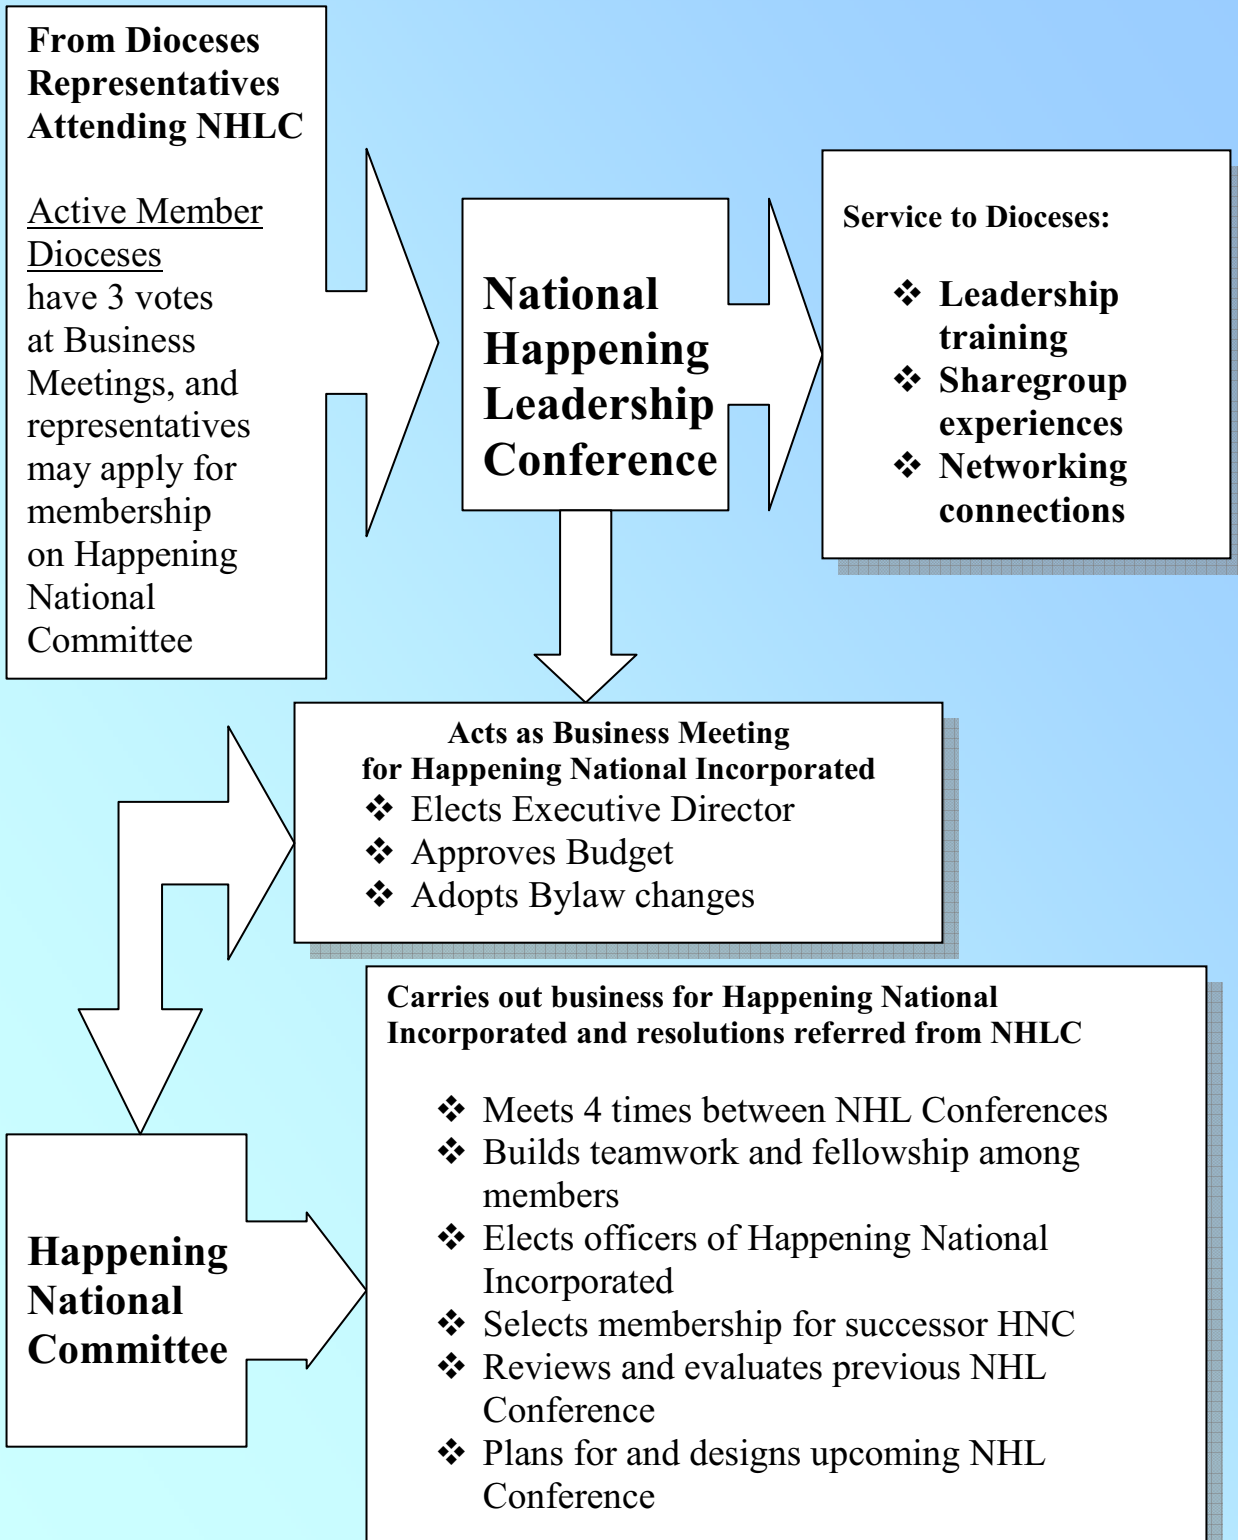 From Dioceses
Representatives
Attending NHLC
Active Member
Dioceses
have 3 votes
at Business
Meetings, and
representatives
may apply for
membership
on Happening
National
Committee
National
Happening
Leadership
Conference
Service to Dioceses:
❖ Leadership
training
❖ Sharegroup
experiences
❖ Networking
connections
Acts as Business Meeting
for Happening National Incorporated
❖ Elects Executive Director
❖ Approves Budget
❖ Adopts Bylaw changes
Happening
National
Committee
Carries out business for Happening National
Incorporated and resolutions referred from NHLC
❖ Meets 4 times between NHL Conferences
❖ Builds teamwork and fellowship among
members
❖ Elects officers of Happening National
Incorporated
❖ Selects membership for successor HNC
❖ Reviews and evaluates previous NHL
Conference
❖ Plans for and designs upcoming NHL
Conference